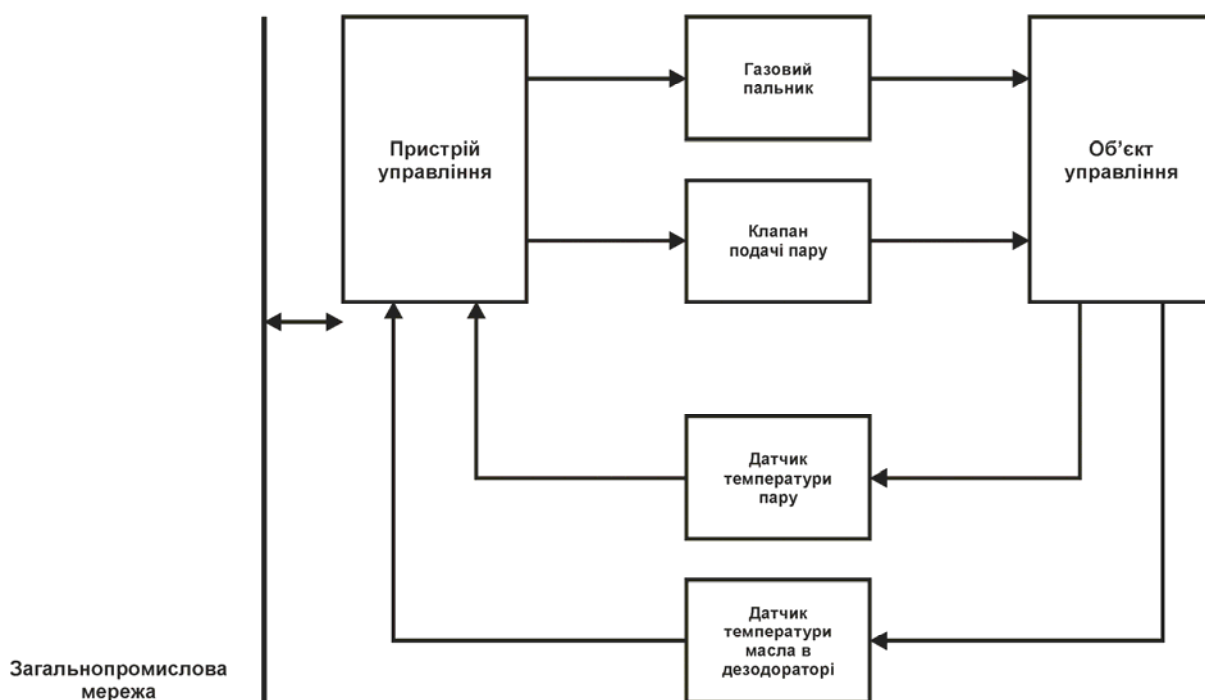 Пристрій
управління
Газовий
пальник
Об’єкт
управління
Клапан
подачі пару
Датчик
температури
пару
Датчик
температури
масла в
дезодораторі
Загальнопромислова
мережа